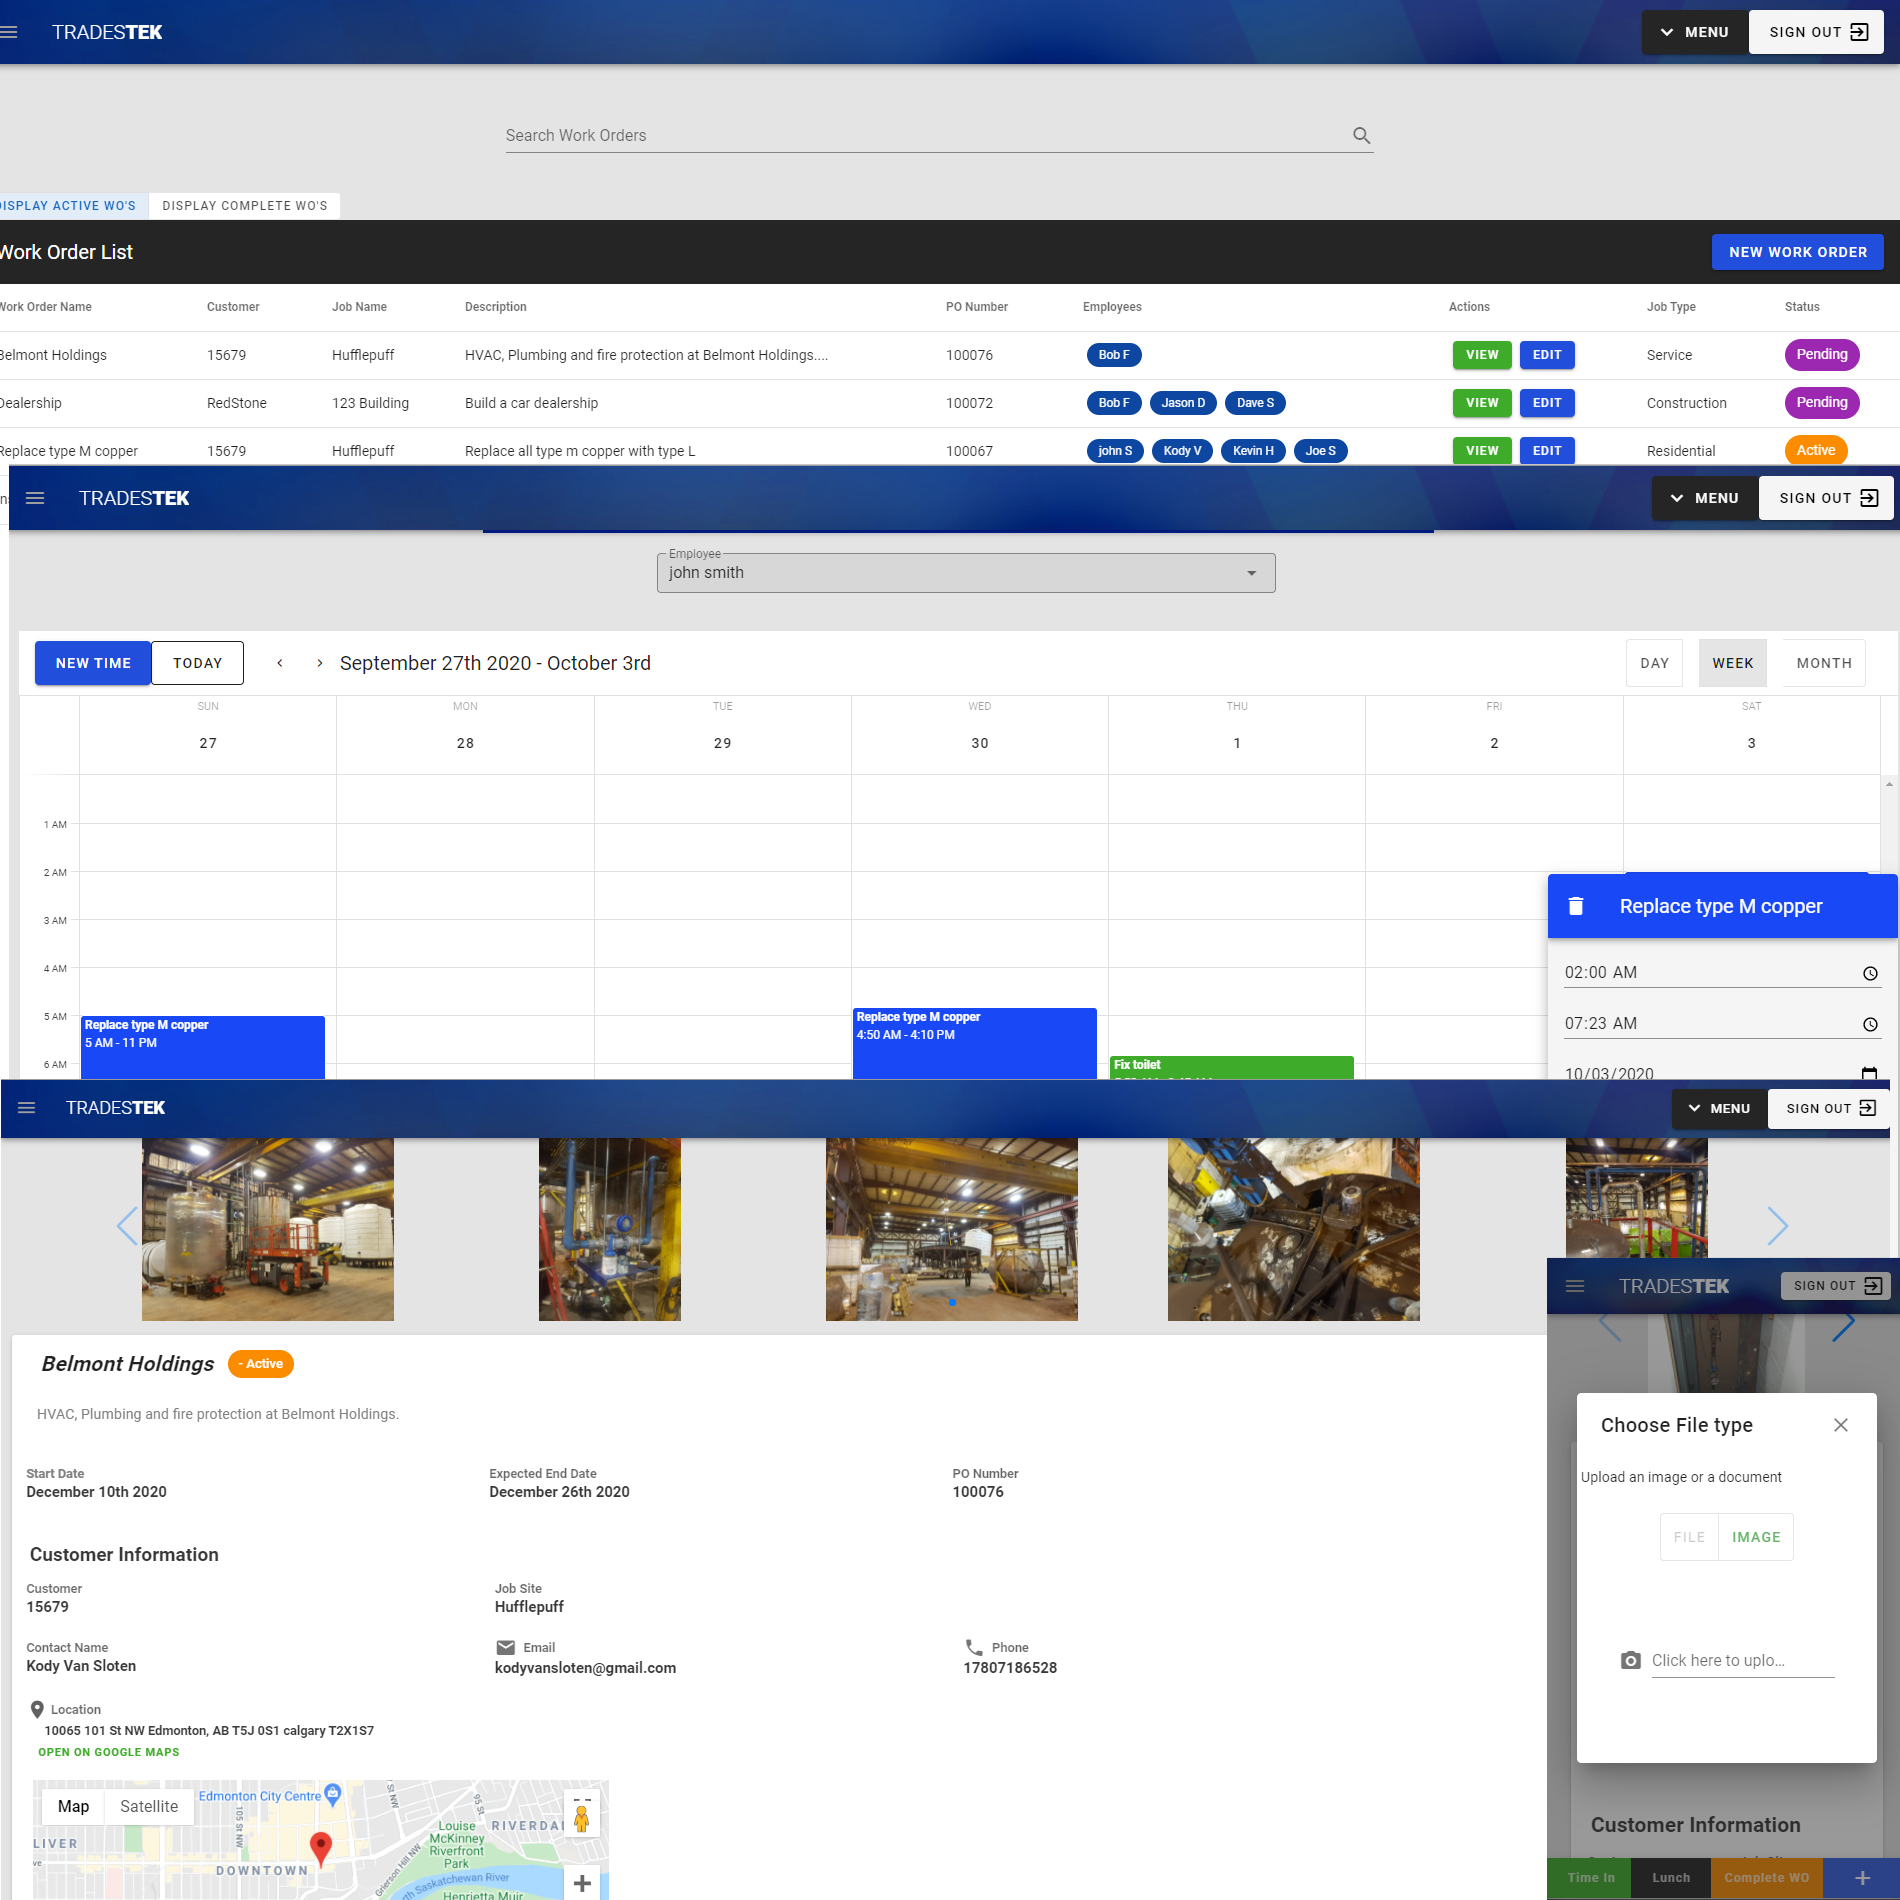 TRADESTEK
MENU
SIGN OUT
Search Work Orders
DISPLAY ACTIVE WO'S
DISPLAY COMPLETE WO'S
Work Order List
NEW WORK ORDER
Work Order Name Customer Job Name Description PO Number Employees Actions Job Type Status
Belmont Holdings 15679 Hufflepuff HVAC, Plumbing and fire protection at Belmont Holdings.... 100076 Bob F VIEW EDIT Service Pending
Dealership RedStone 123 Building Build a car dealership 100072 Bob F Jason D Dave S VIEW EDIT Construction Pending
Replace type M copper 15679 Hufflepuff Replace all type m copper with type L 100067 john S Kody V Kevin H Joe S VIEW EDIT Residential Active
TRADESTEK
MENU
SIGN OUT
Employee
john smith
NEW TIME
TODAY
September 27th 2020 - October 3rd
DAY
WEEK
MONTH
SUN MON TUE WED THU FRI SAT
27 28 29 30 1 2 3
1 AM
2 AM
3 AM
4 AM
5 AM
6 AM
Replace type M copper
5 AM - 11 PM
Replace type M copper
4:50 AM - 4:10 PM
Fix toilet
Replace type M copper
02:00 AM
07:23 AM
10/03/2020
TRADESTEK
MENU
SIGN OUT
Belmont Holdings
- Active
HVAC, Plumbing and fire protection at Belmont Holdings.
Start Date Expected End Date PO Number
December 10th 2020 December 26th 2020 100076
Customer Information
Customer Job Site
15679 Hufflepuff
Contact Name Email Phone
Kody Van Sloten kodyvansloten@gmail.com 17807186528
Location
10065 101 St NW Edmonton, AB T5J 0S1 calgary T2X1S7
OPEN ON GOOGLE MAPS
Map
Satellite
Edmonton City Centre
105 St NW
St NW
95 St
LIVER
ve
DOWNTOWN
Louise
McKinney
Riverfront
Park
RIVERDA
Grierson Hill NW
rth Saskatchewan River
Henrietta Muir
TRADESTEK
SIGN OUT
Choose File type
Upload an image or a document
FILE
IMAGE
Click here to uplo...
Customer Information
Time In
Lunch
Complete WO